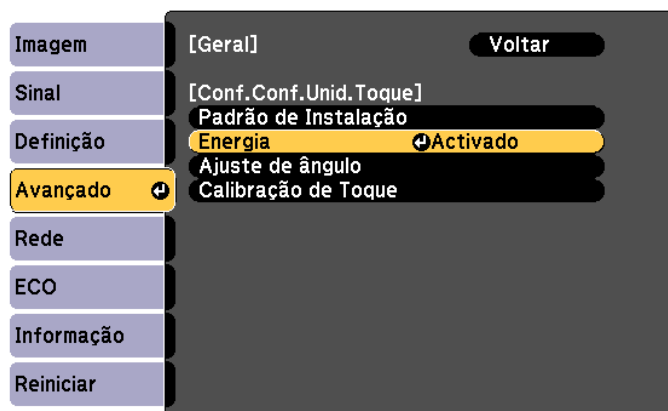 Imagem
Sinal
Definição
Avançado
Rede
ECO
Informação
Reiniciar
[Geral] Voltar
[Conf.Conf.Unid.Toque]
Padrão de Instalação
Energia Activado
Ajuste de ângulo
Calibração de Toque